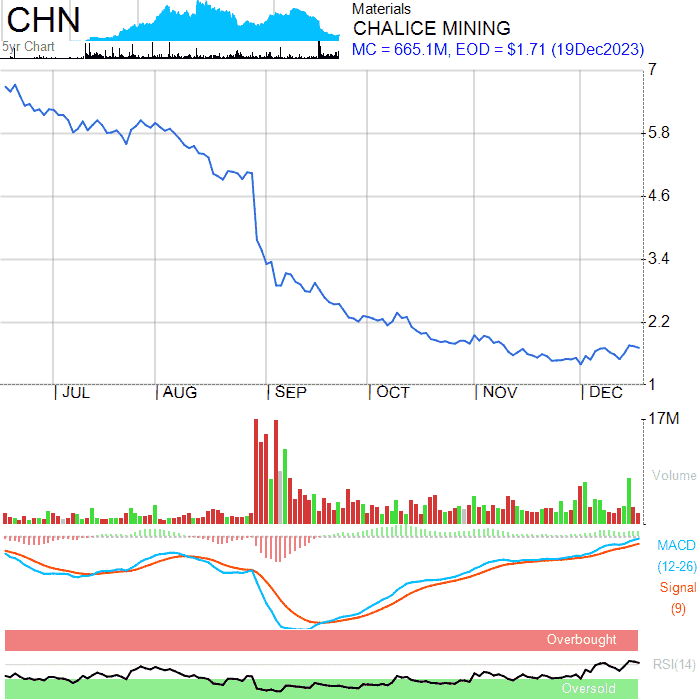 CHN
5yr Chart
Materials
CHALICE MINING
MC = 665.1M, EOD = $1.71 (19Dec2023)
7
5.8
4.6
3.4
2.2
1
JUL AUG SEP OCT NOV DEC
17M
Volume
MACD
(12-26)
Signal
(9)
Overbought
RSI(14)
Oversold